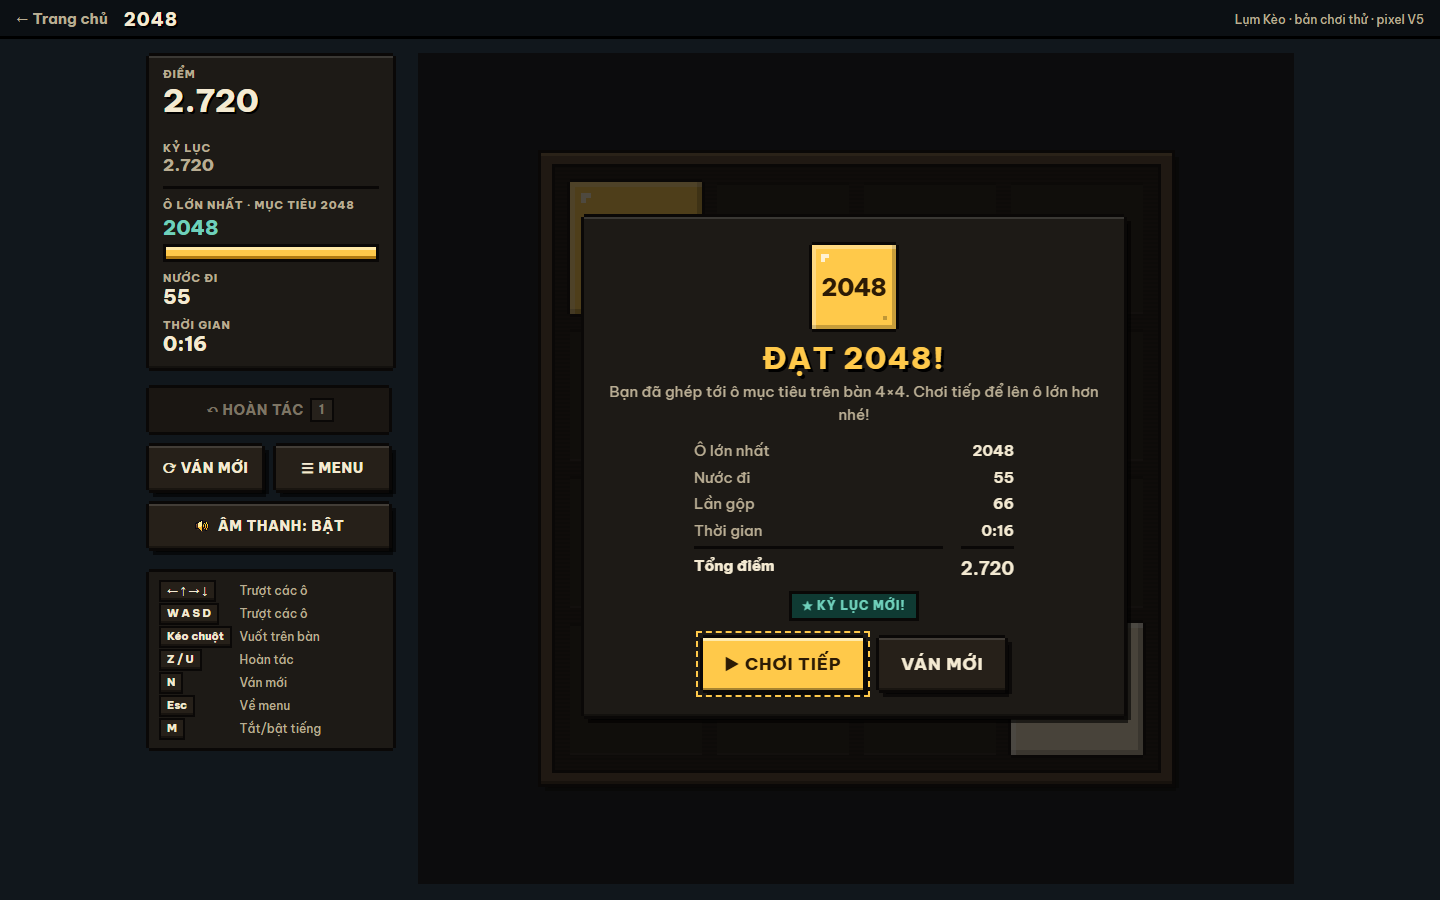 ← Trang chủ 2048
Lụm Kèo · bản chơi thử · pixel V5
ĐIỂM
2.720
KỶ LỤC
2.720
Ô LỚN NHẤT · MỤC TIÊU 2048
2048
NƯỚC ĐI
55
THỜI GIAN
0:16
↶ HOÀN TÁC 1
⟳ VÁN MỚI
☰ MENU
🔊 ÂM THANH: BẬT
←↑→↓ Trượt các ô
W A S D Trượt các ô
Kéo chuột Vuốt trên bàn
Z / U Hoàn tác
N Ván mới
Esc Về menu
M Tắt/bật tiếng
2048
ĐẠT 2048!
Bạn đã ghép tới ô mục tiêu trên bàn 4×4. Chơi tiếp để lên ô lớn hơn
nhé!
Ô lớn nhất 2048
Nước đi 55
Lần gộp 66
Thời gian 0:16
Tổng điểm 2.720
★ KỶ LỤC MỚI!
▶ CHƠI TIẾP
VÁN MỚI